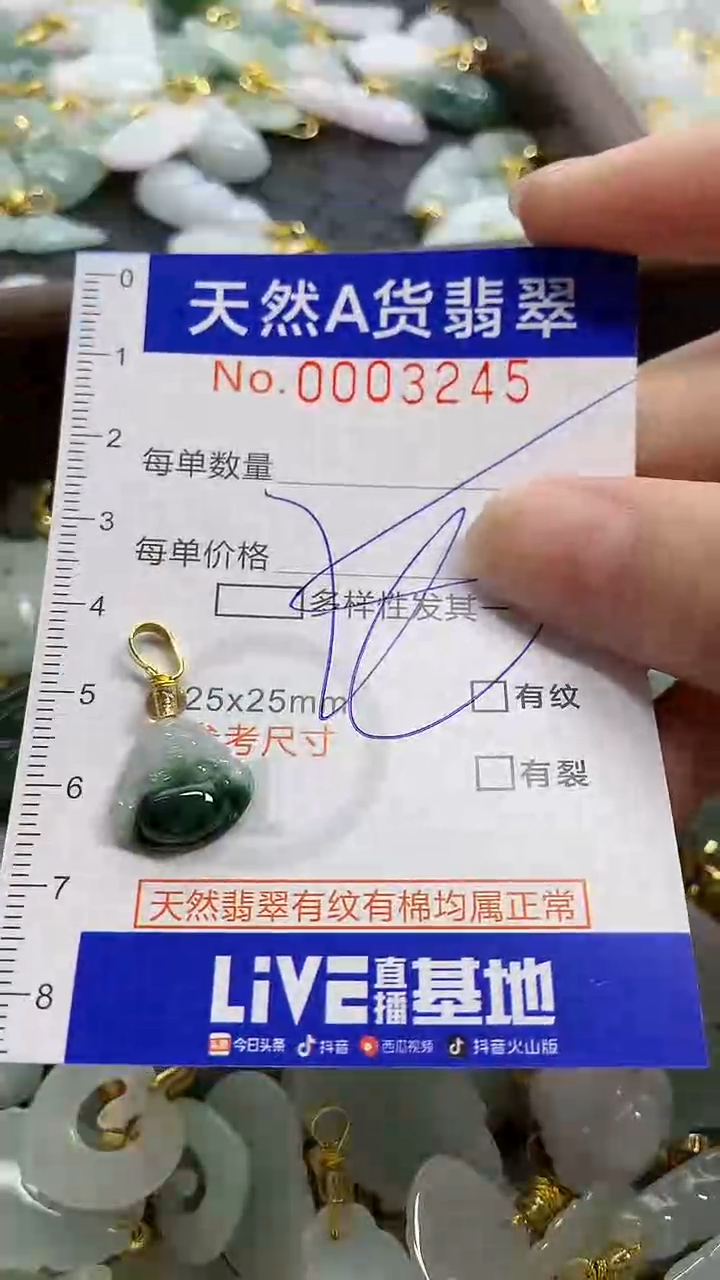 天然A货翡翠
No.0003245
0
1
2
3
4
5
6
7
8
每单数量
每单价格
多样性发其一
25x25mm
参考尺寸
有纹
有裂
天然翡翠有纹有棉均属正常
LiVE直播基地
头条 今日头条 抖音 西瓜视频 抖音火山版